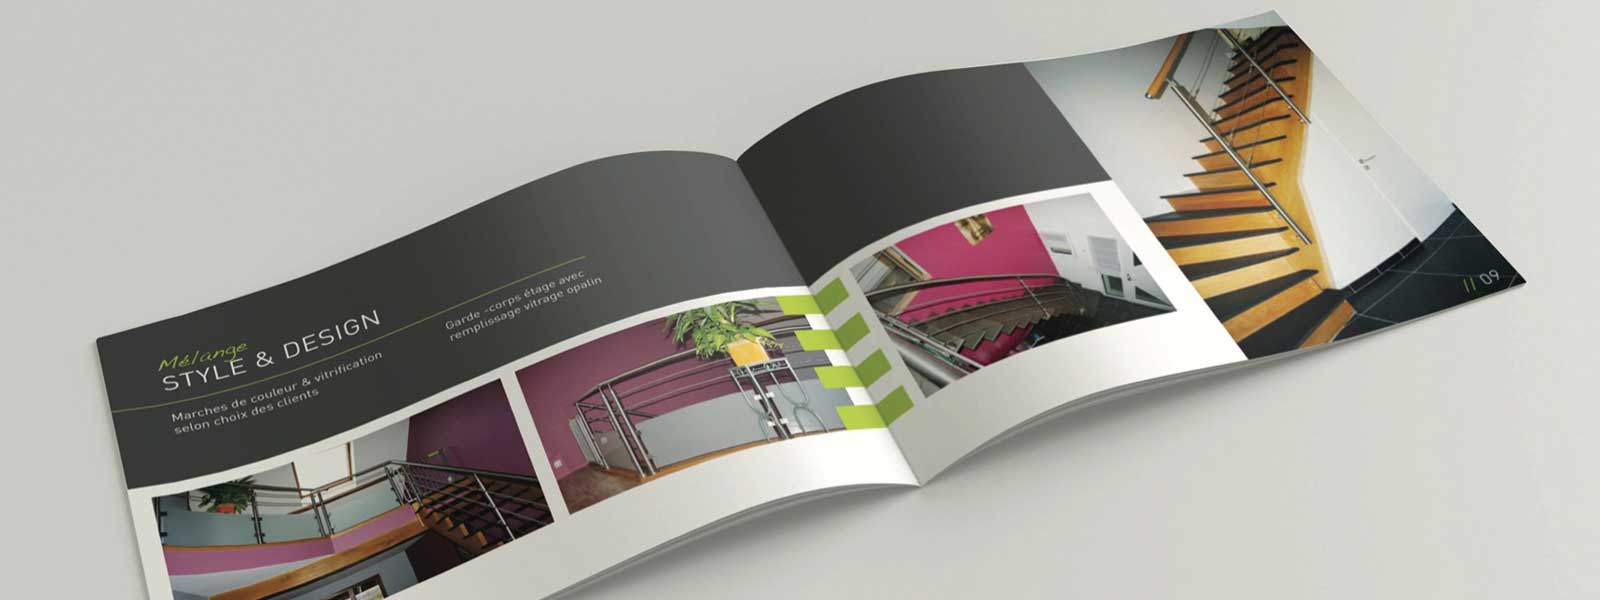 Mélange
STYLE & DESIGN
Marches de couleur & vitrification
selon choix des clients
Garde -corps étage avec
remplissage vitrage opalin
// 09